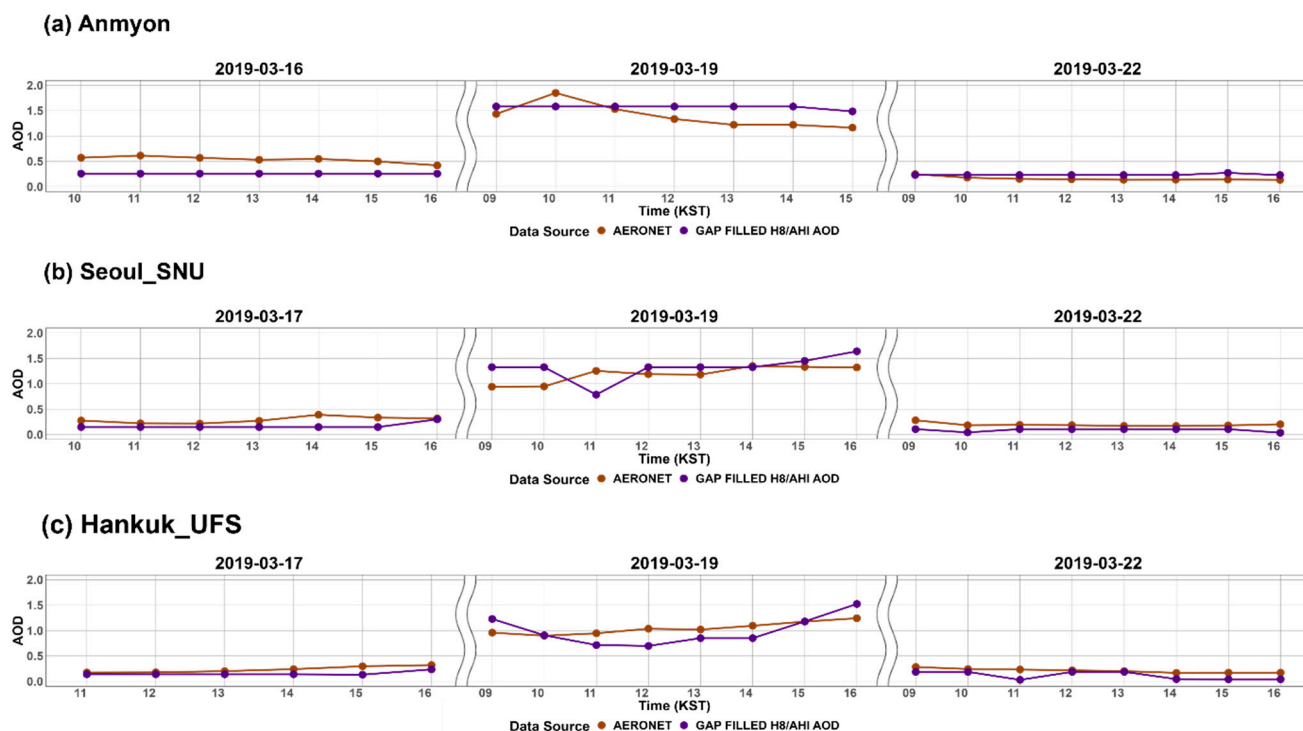 (a) Anmyon
2019-03-16 2019-03-19 2019-03-22
AOD
2.0
1.5
1.0
0.5
0.0
10 11 12 13 14 15 16 09 10 11 12 13 14 15 09 10 11 12 13 14 15 16
Time (KST)
Data Source AERONET GAP FILLED H8/AHI AOD
(b) Seoul_SNU
2019-03-17 2019-03-19 2019-03-22
AOD
2.0
1.5
1.0
0.5
0.0
10 11 12 13 14 15 16 09 10 11 12 13 14 15 16 09 10 11 12 13 14 15 16
Time (KST)
Data Source AERONET GAP FILLED H8/AHI AOD
(c) Hankuk_UFS
2019-03-17 2019-03-19 2019-03-22
AOD
2.0
1.5
1.0
0.5
0.0
11 12 13 14 15 16 09 10 11 12 13 14 15 16 09 10 11 12 13 14 15 16
Time (KST)
Data Source AERONET GAP FILLED H8/AHI AOD